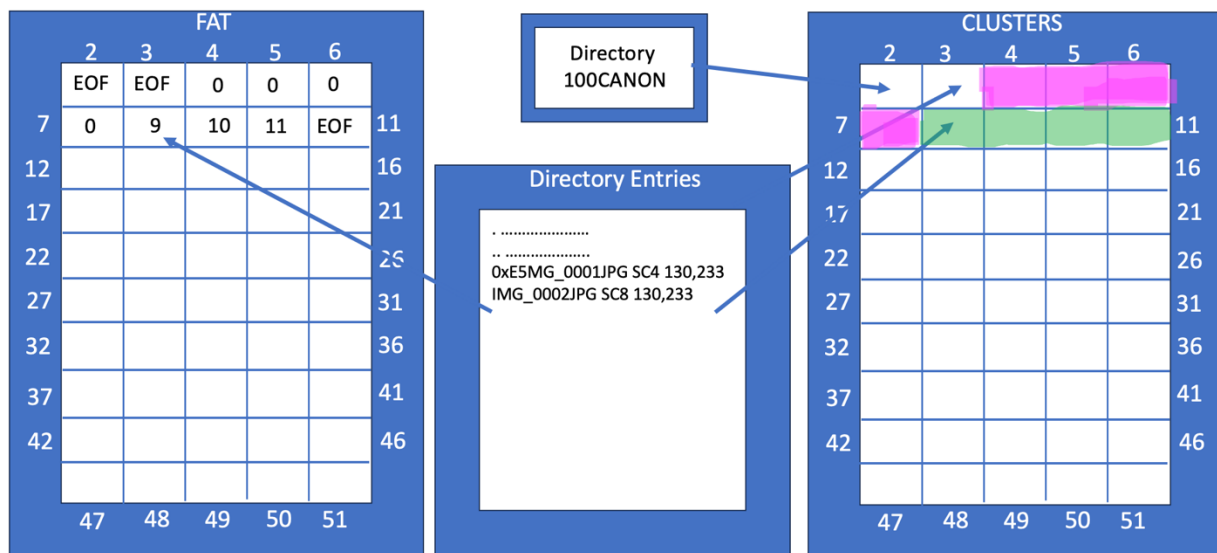 FAT
2 3 4 5 6
EOF EOF 0 0 0
7 0 9 10 11 EOF 11
12 16
17 21
22 26
27 31
32 36
37 41
42 46
47 48 49 50 51
Directory
100CANON
Directory Entries
. .....................
.. ....................
0xE5MG_0001JPG SC4 130,233
IMG_0002JPG SC8 130,233
CLUSTERS
2 3 4 5 6
7 11
12 16
17 21
22 26
27 31
32 36
37 41
42 46
47 48 49 50 51